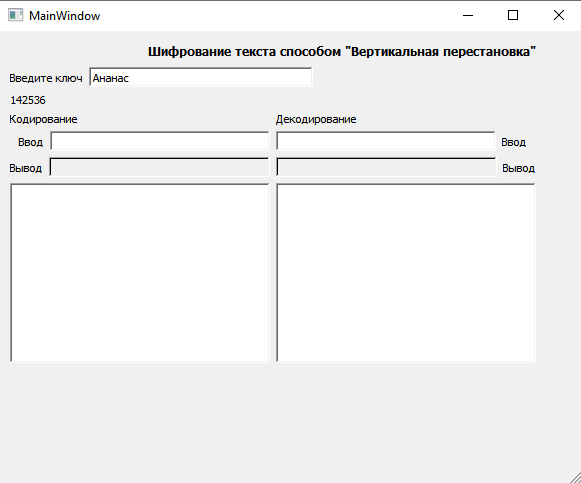 MainWindow
Шифрование текста способом "Вертикальная перестановка"
Введите ключ Ананас
142536
Кодирование Декодирование
Ввод Ввод
Вывод Вывод